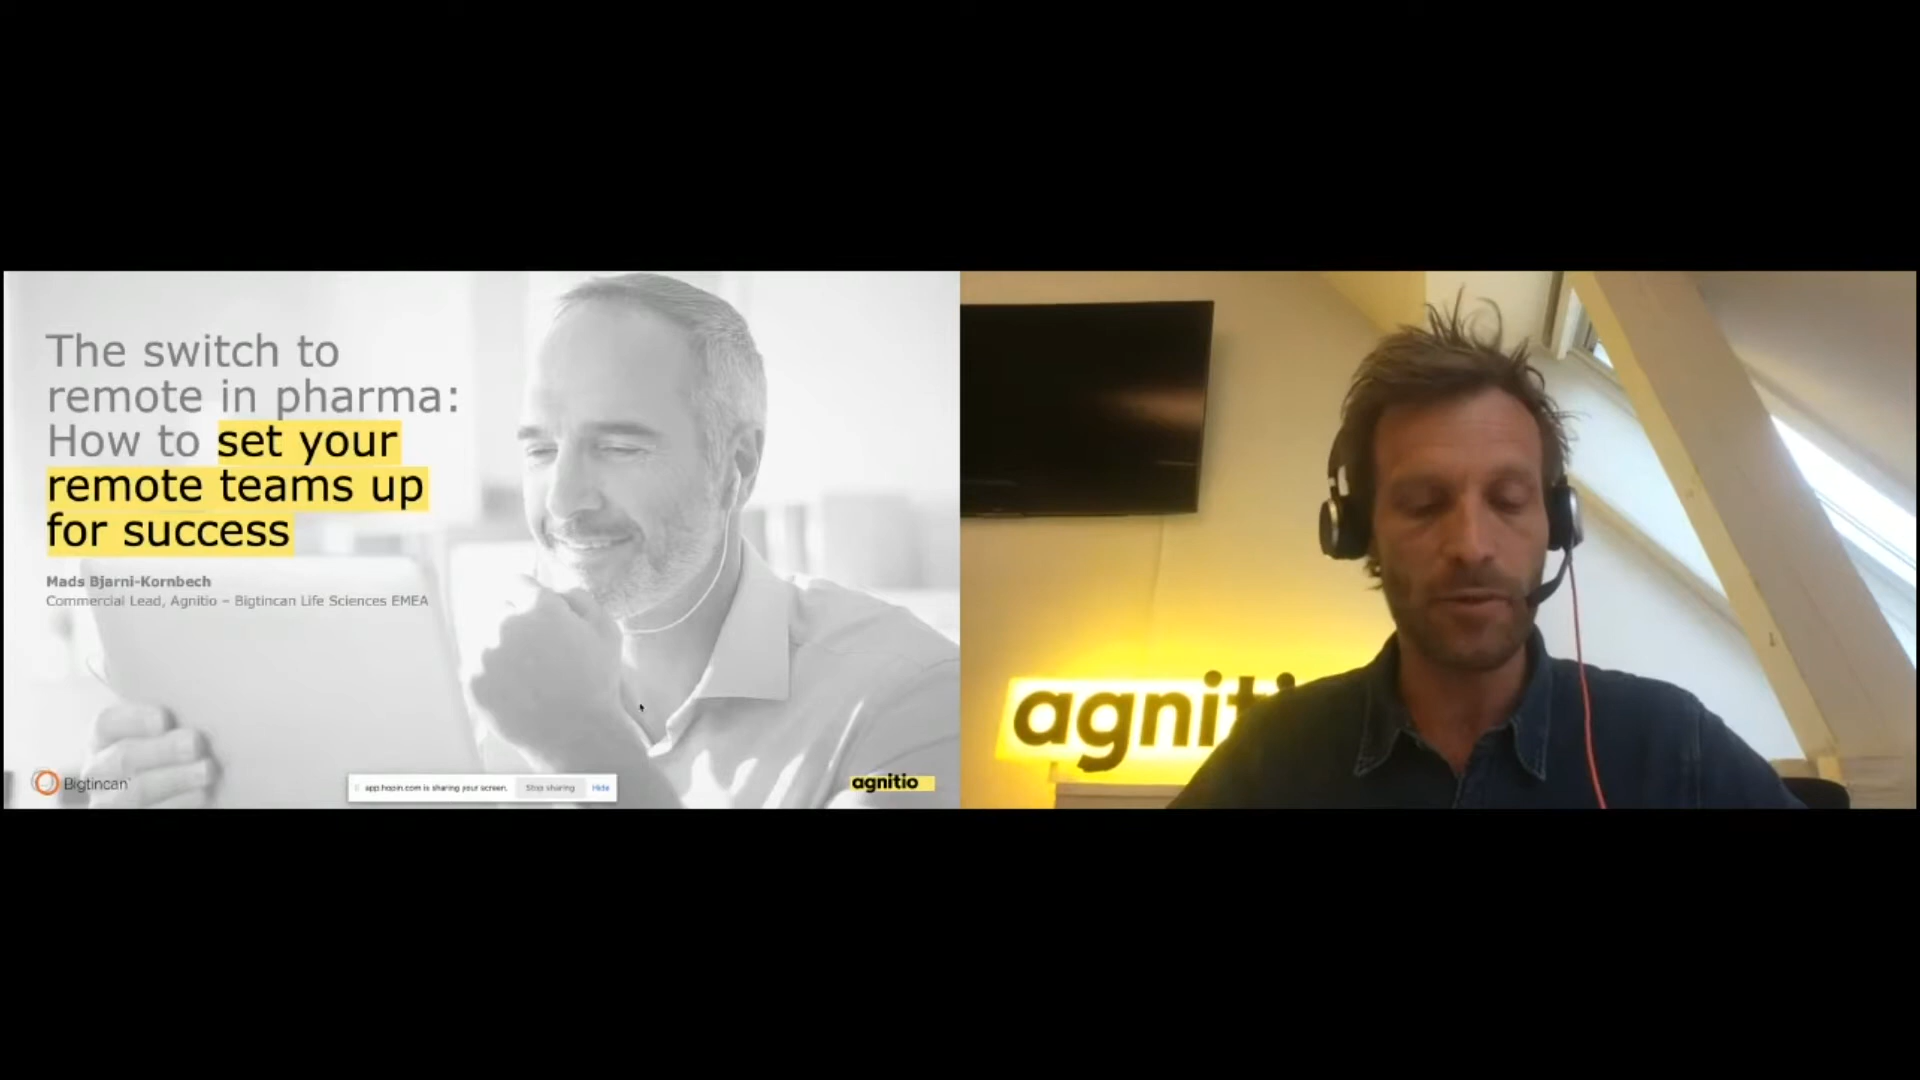 The switch to
remote in pharma:
How to set your
remote teams up
for success
Mads Bjarni-Kornbech
Commercial Lead, Agnitio – Bigtincan Life Sciences EMEA
Bigtincan
app.hopin.com is sharing your screen.
Stop sharing
Hide
agnitio
agniti